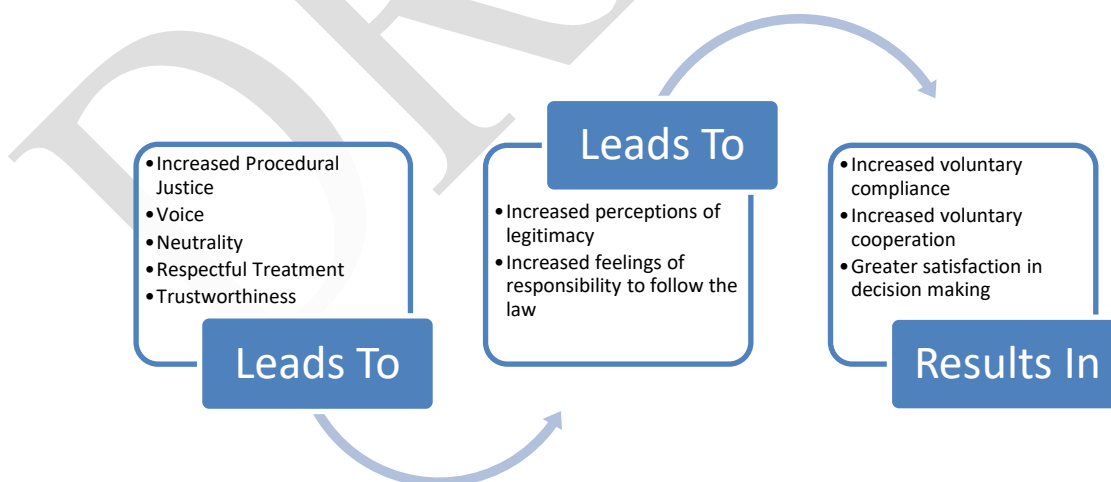 •Increased Procedural
Justice
•Voice
•Neutrality
•Respectful Treatment
•Trustworthiness
Leads To
Leads To
•Increased perceptions of
legitimacy
•Increased feelings of
responsibility to follow the
law
•Increased voluntary
compliance
•Increased voluntary
cooperation
•Greater satisfaction in
decision making
Results In